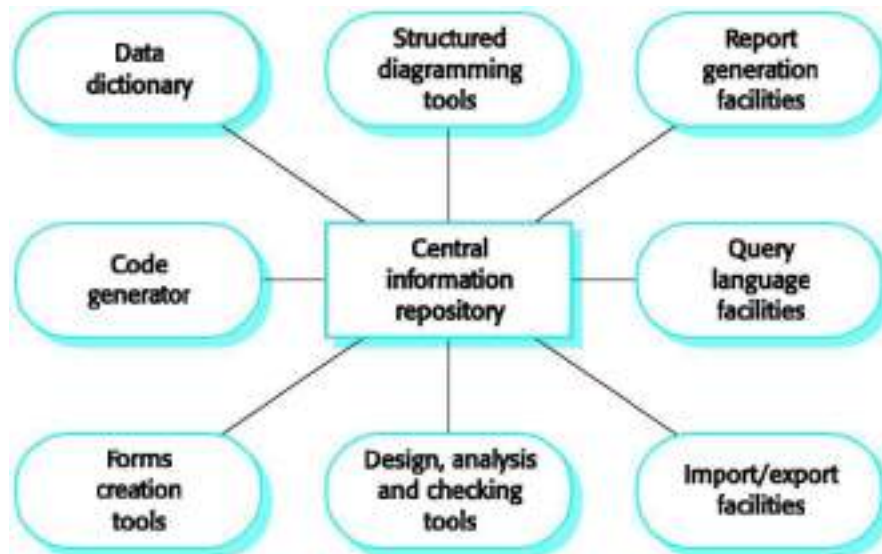 Data
dictionary
Structured
diagramming
tools
Report
generation
facilities
Code
generator
Central
information
repository
Query
language
facilities
Forms
creation
tools
Design, analysis
and checking
tools
Import/export
facilities